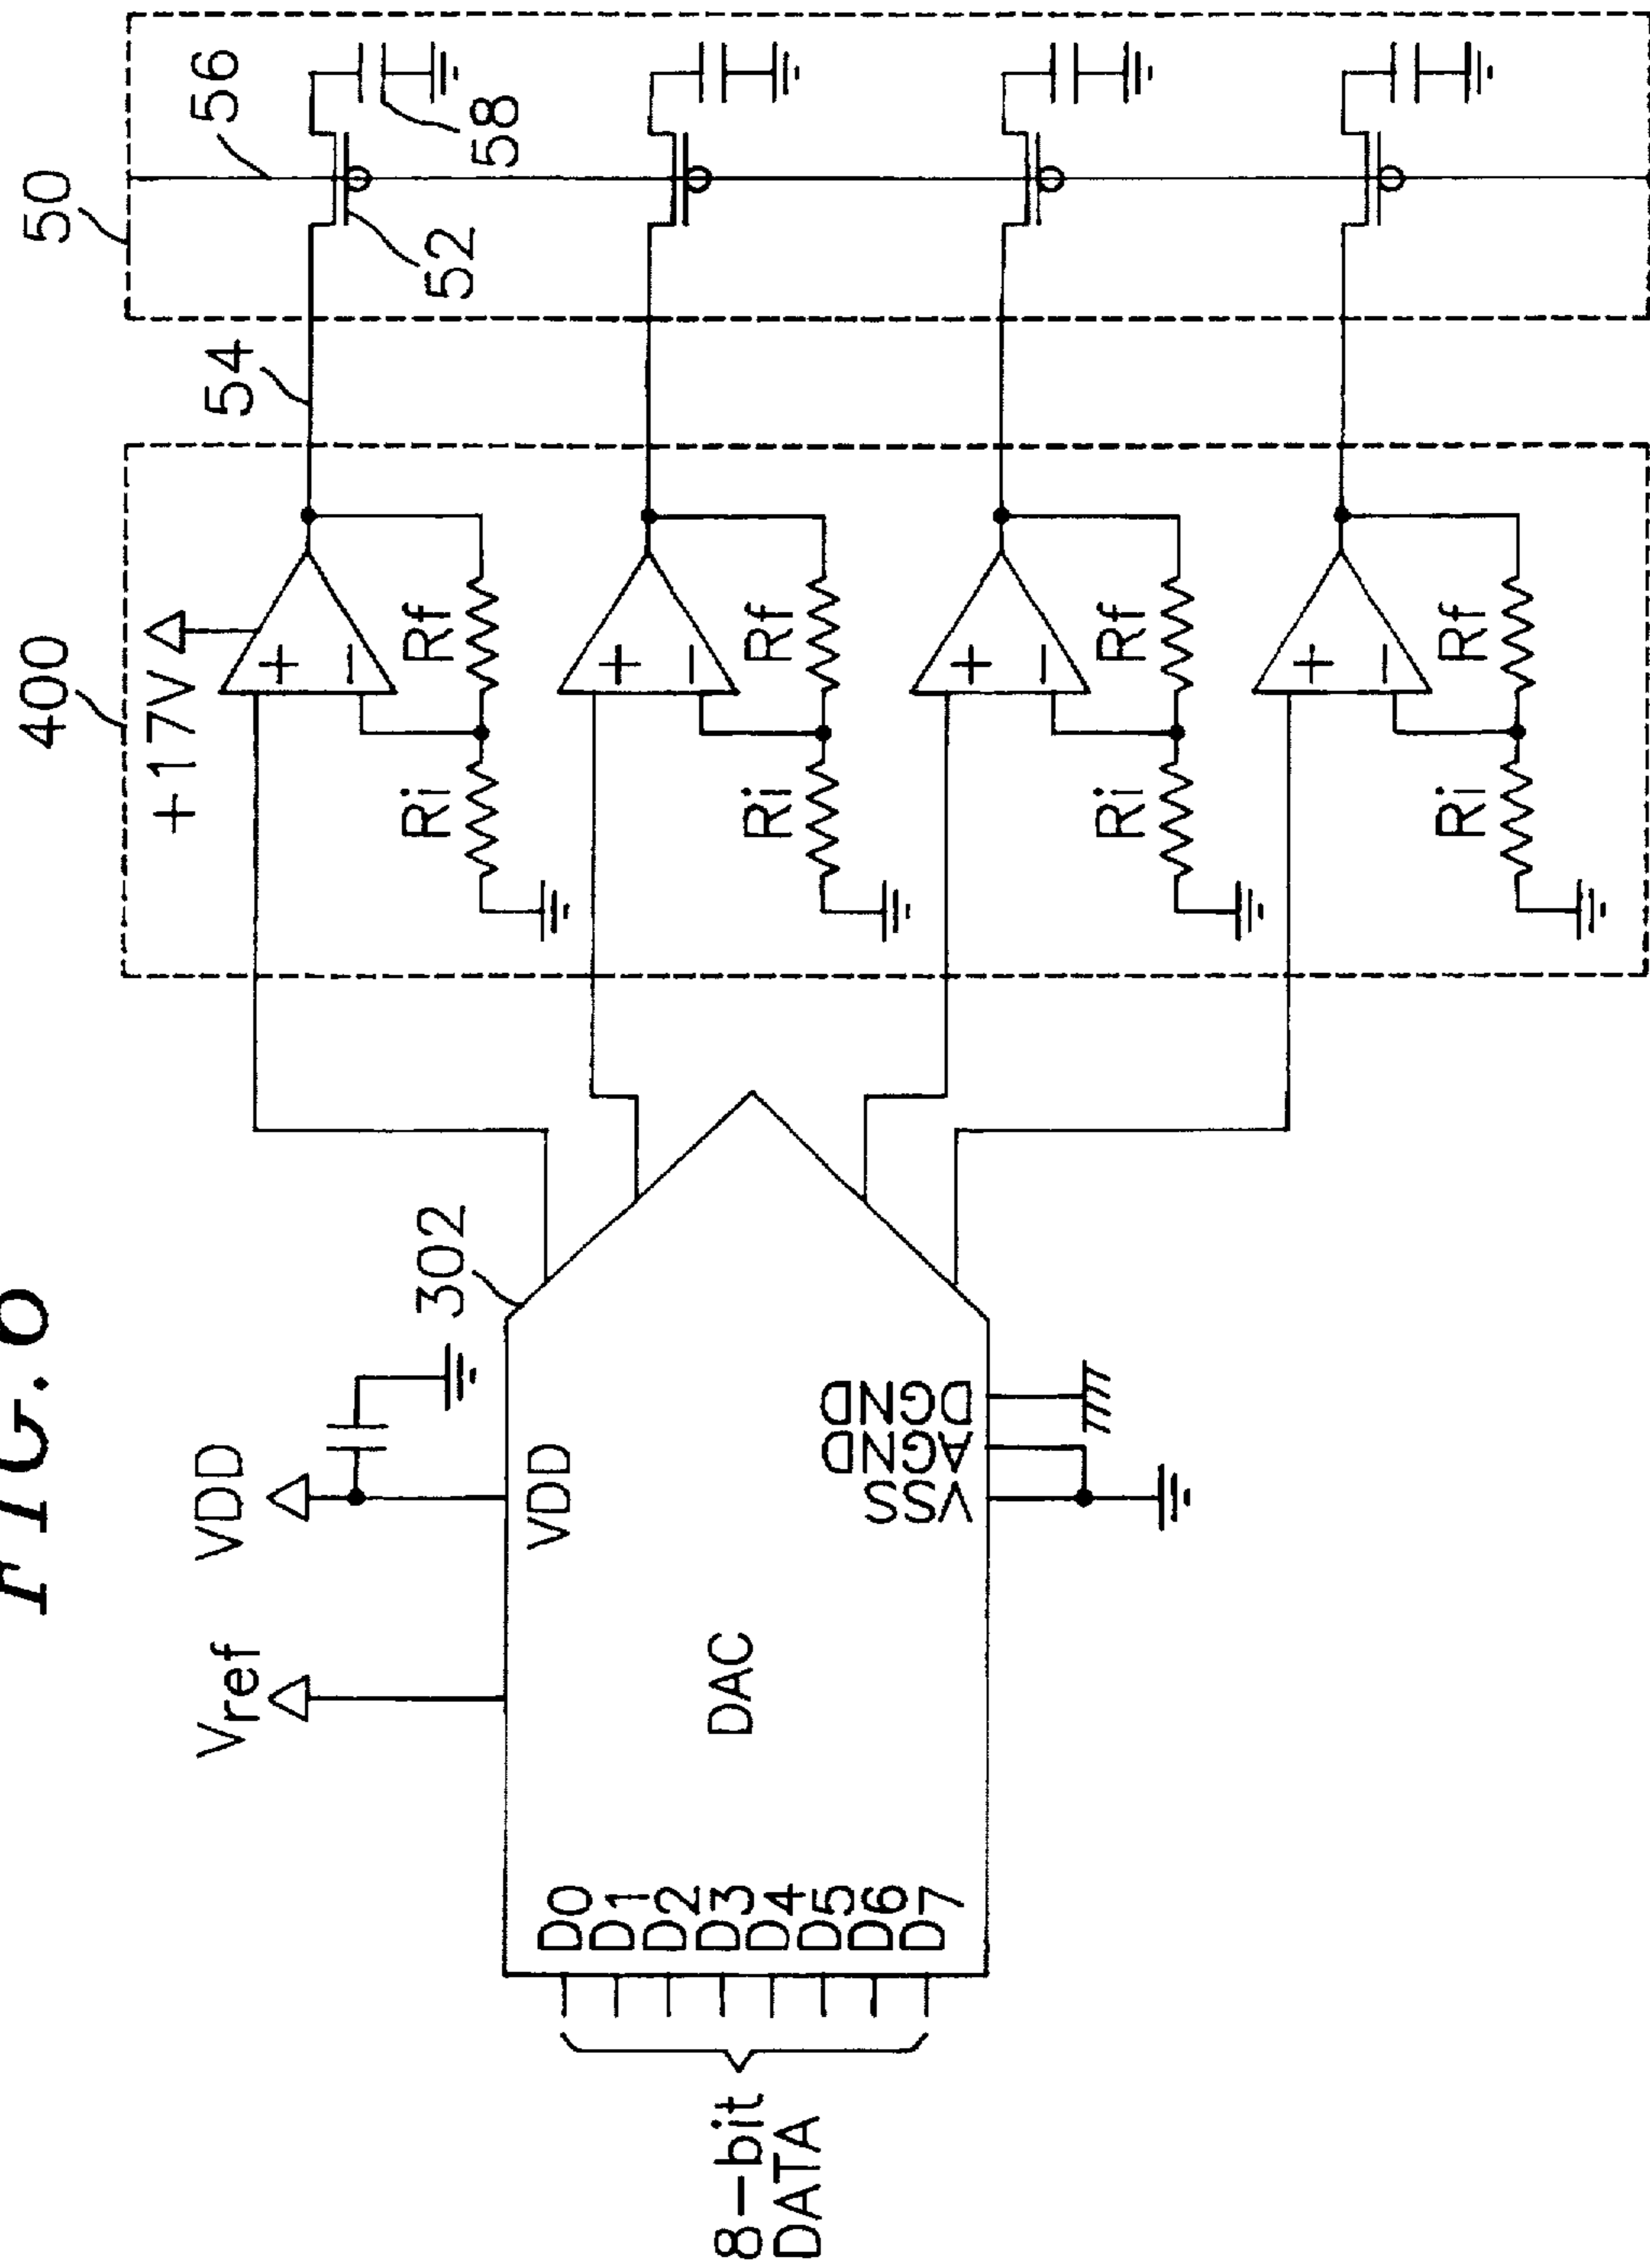 FIG. 6
400
50
+17V
54
56
52
58
Vref
VDD
302
VDD
DAC
VSS
AGND
DGND
D0
D1
D2
D3
D4
D5
D6
D7
8-bit
DATA
+
−
Ri
Rf
+
−
Ri
Rf
+
−
Ri
Rf
+
−
Ri
Rf